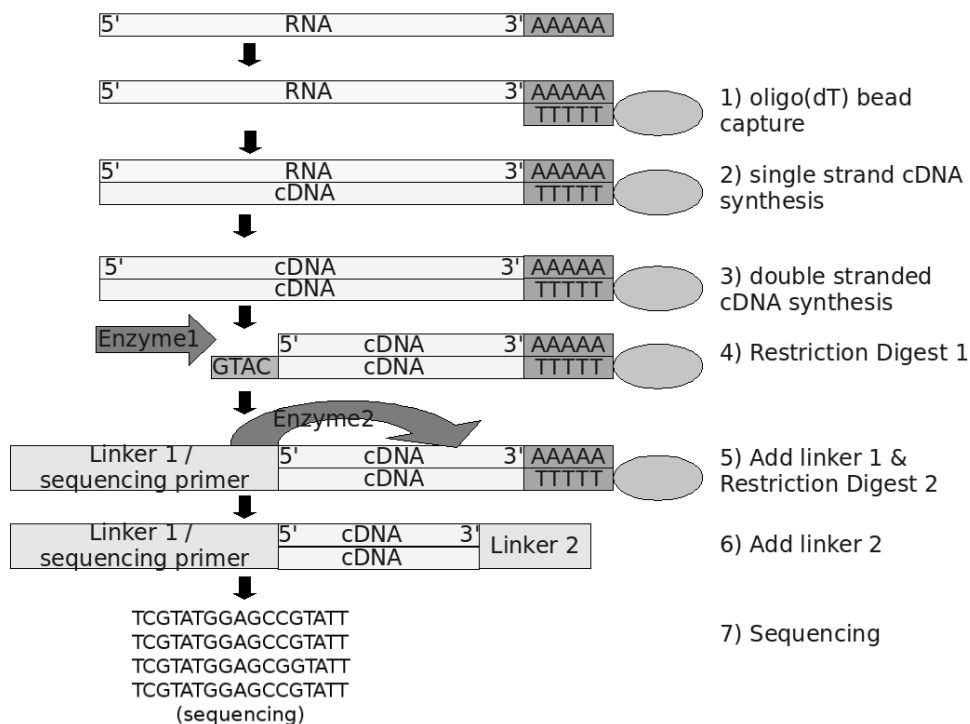 5' RNA 3' AAAAA
5' RNA 3' AAAAA
TTTTT
1) oligo(dT) bead
capture
5' RNA 3' AAAAA
cDNA TTTTT
2) single strand cDNA
synthesis
5' cDNA 3' AAAAA
cDNA TTTTT
3) double stranded
cDNA synthesis
Enzyme1
5' cDNA 3' AAAAA
GTAC cDNA TTTTT
4) Restriction Digest 1
Enzyme2
Linker 1 /
sequencing primer
5' cDNA 3' AAAAA
cDNA TTTTT
5) Add linker 1 &
Restriction Digest 2
Linker 1 /
sequencing primer
5' cDNA 3'
cDNA
Linker 2
6) Add linker 2
TCGTATGGAGCCGTATT
TCGTATGGAGCCGTATT
TCGTATGGAGCGGTATT
TCGTATGGAGCCGTATT
(sequencing)
7) Sequencing